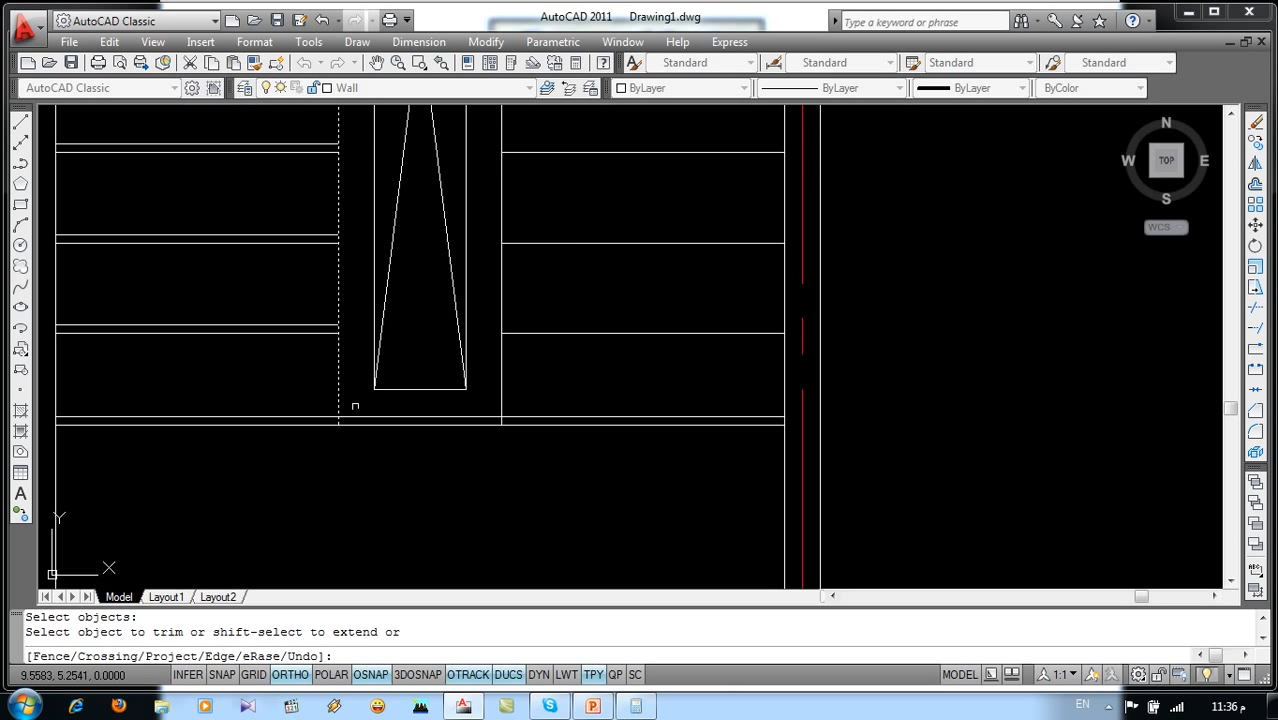 AutoCAD Classic
AutoCAD 2011 Drawing1.dwg
Type a keyword or phrase
File Edit View Insert Format Tools Draw Dimension Modify Parametric Window Help Express
Standard Standard Standard Standard
AutoCAD Classic Wall ByLayer ByLayer ByLayer ByColor
N
W TOP E
S
WCS
Y
X
Model Layout1 Layout2
Select objects:
Select object to trim or shift-select to extend or
[Fence/Crossing/Project/Edge/eRase/Undo]:
9.5583, 5.2541, 0.0000 INFER SNAP GRID ORTHO POLAR OSNAP 3DOSNAP OTRACK DUCS DYN LWT TPY QP SC MODEL 1:1
EN 11:36 م